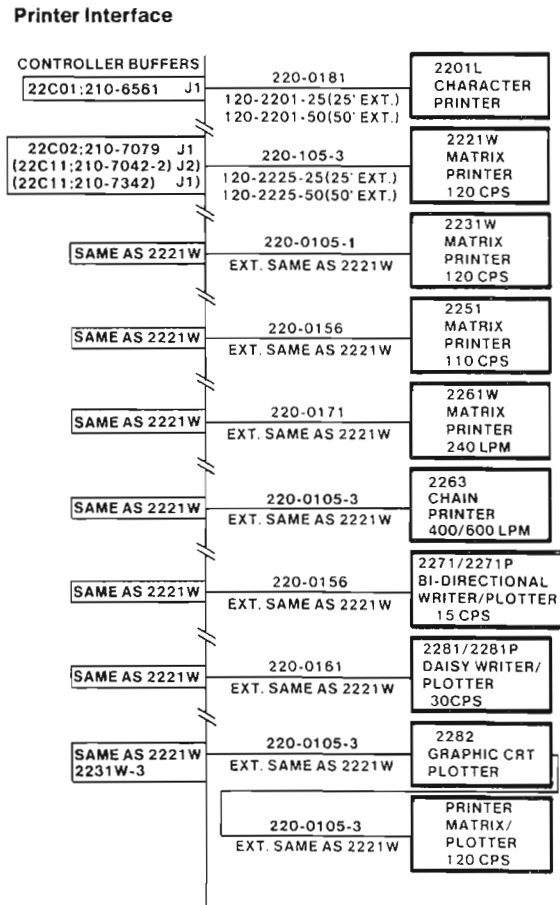 Printer Interface
CONTROLLER BUFFERS
22C01;210-6561 J1
220-0181
120-2201-25(25' EXT.)
120-2201-50(50' EXT.)
2201L
CHARACTER
PRINTER
22C02;210-7079 J1
(22C11;210-7042-2) J2)
(22C11;210-7342) J1)
220-105-3
120-2225-25(25' EXT.)
120-2225-50(50' EXT.)
2221W
MATRIX
PRINTER
120 CPS
SAME AS 2221W
220-0105-1
EXT. SAME AS 2221W
2231W
MATRIX
PRINTER
120 CPS
SAME AS 2221W
220-0156
EXT. SAME AS 2221W
2251
MATRIX
PRINTER
110 CPS
SAME AS 2221W
220-0171
EXT. SAME AS 2221W
2261W
MATRIX
PRINTER
240 LPM
SAME AS 2221W
220-0105-3
EXT. SAME AS 2221W
2263
CHAIN
PRINTER
400/600 LPM
SAME AS 2221W
220-0156
EXT. SAME AS 2221W
2271/2271P
BI-DIRECTIONAL
WRITER/PLOTTER
15 CPS
SAME AS 2221W
220-0161
EXT. SAME AS 2221W
2281/2281P
DAISY WRITER/
PLOTTER
30CPS
SAME AS 2221W
2231W-3
220-0105-3
EXT. SAME AS 2221W
2282
GRAPHIC CRT
PLOTTER
220-0105-3
EXT. SAME AS 2221W
PRINTER
MATRIX/
PLOTTER
120 CPS